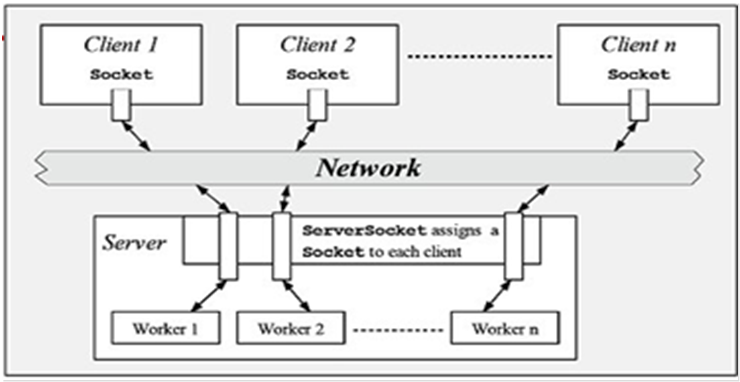 Client 1
Socket
Client 2
Socket
Client n
Socket
Network
Server
ServerSocket assigns a
Socket to each client
Worker 1
Worker 2
Worker n